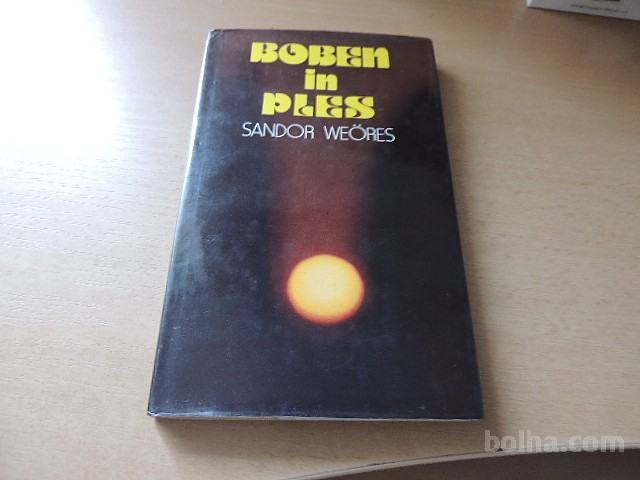 BOBEN
in
PLES
SANDOR WEÖRES
bolha.com